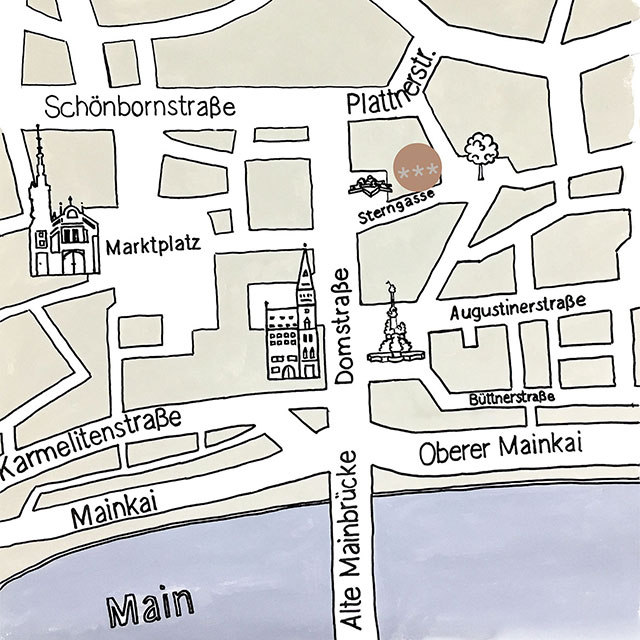 Plattnerstr.
Schönbornstraße
***
Sterngasse
Marktplatz
Domstraße
Augustinerstraße
Büttnerstraße
Karmelitenstraße
Oberer Mainkai
Mainkai
Alte Mainbrücke
Main